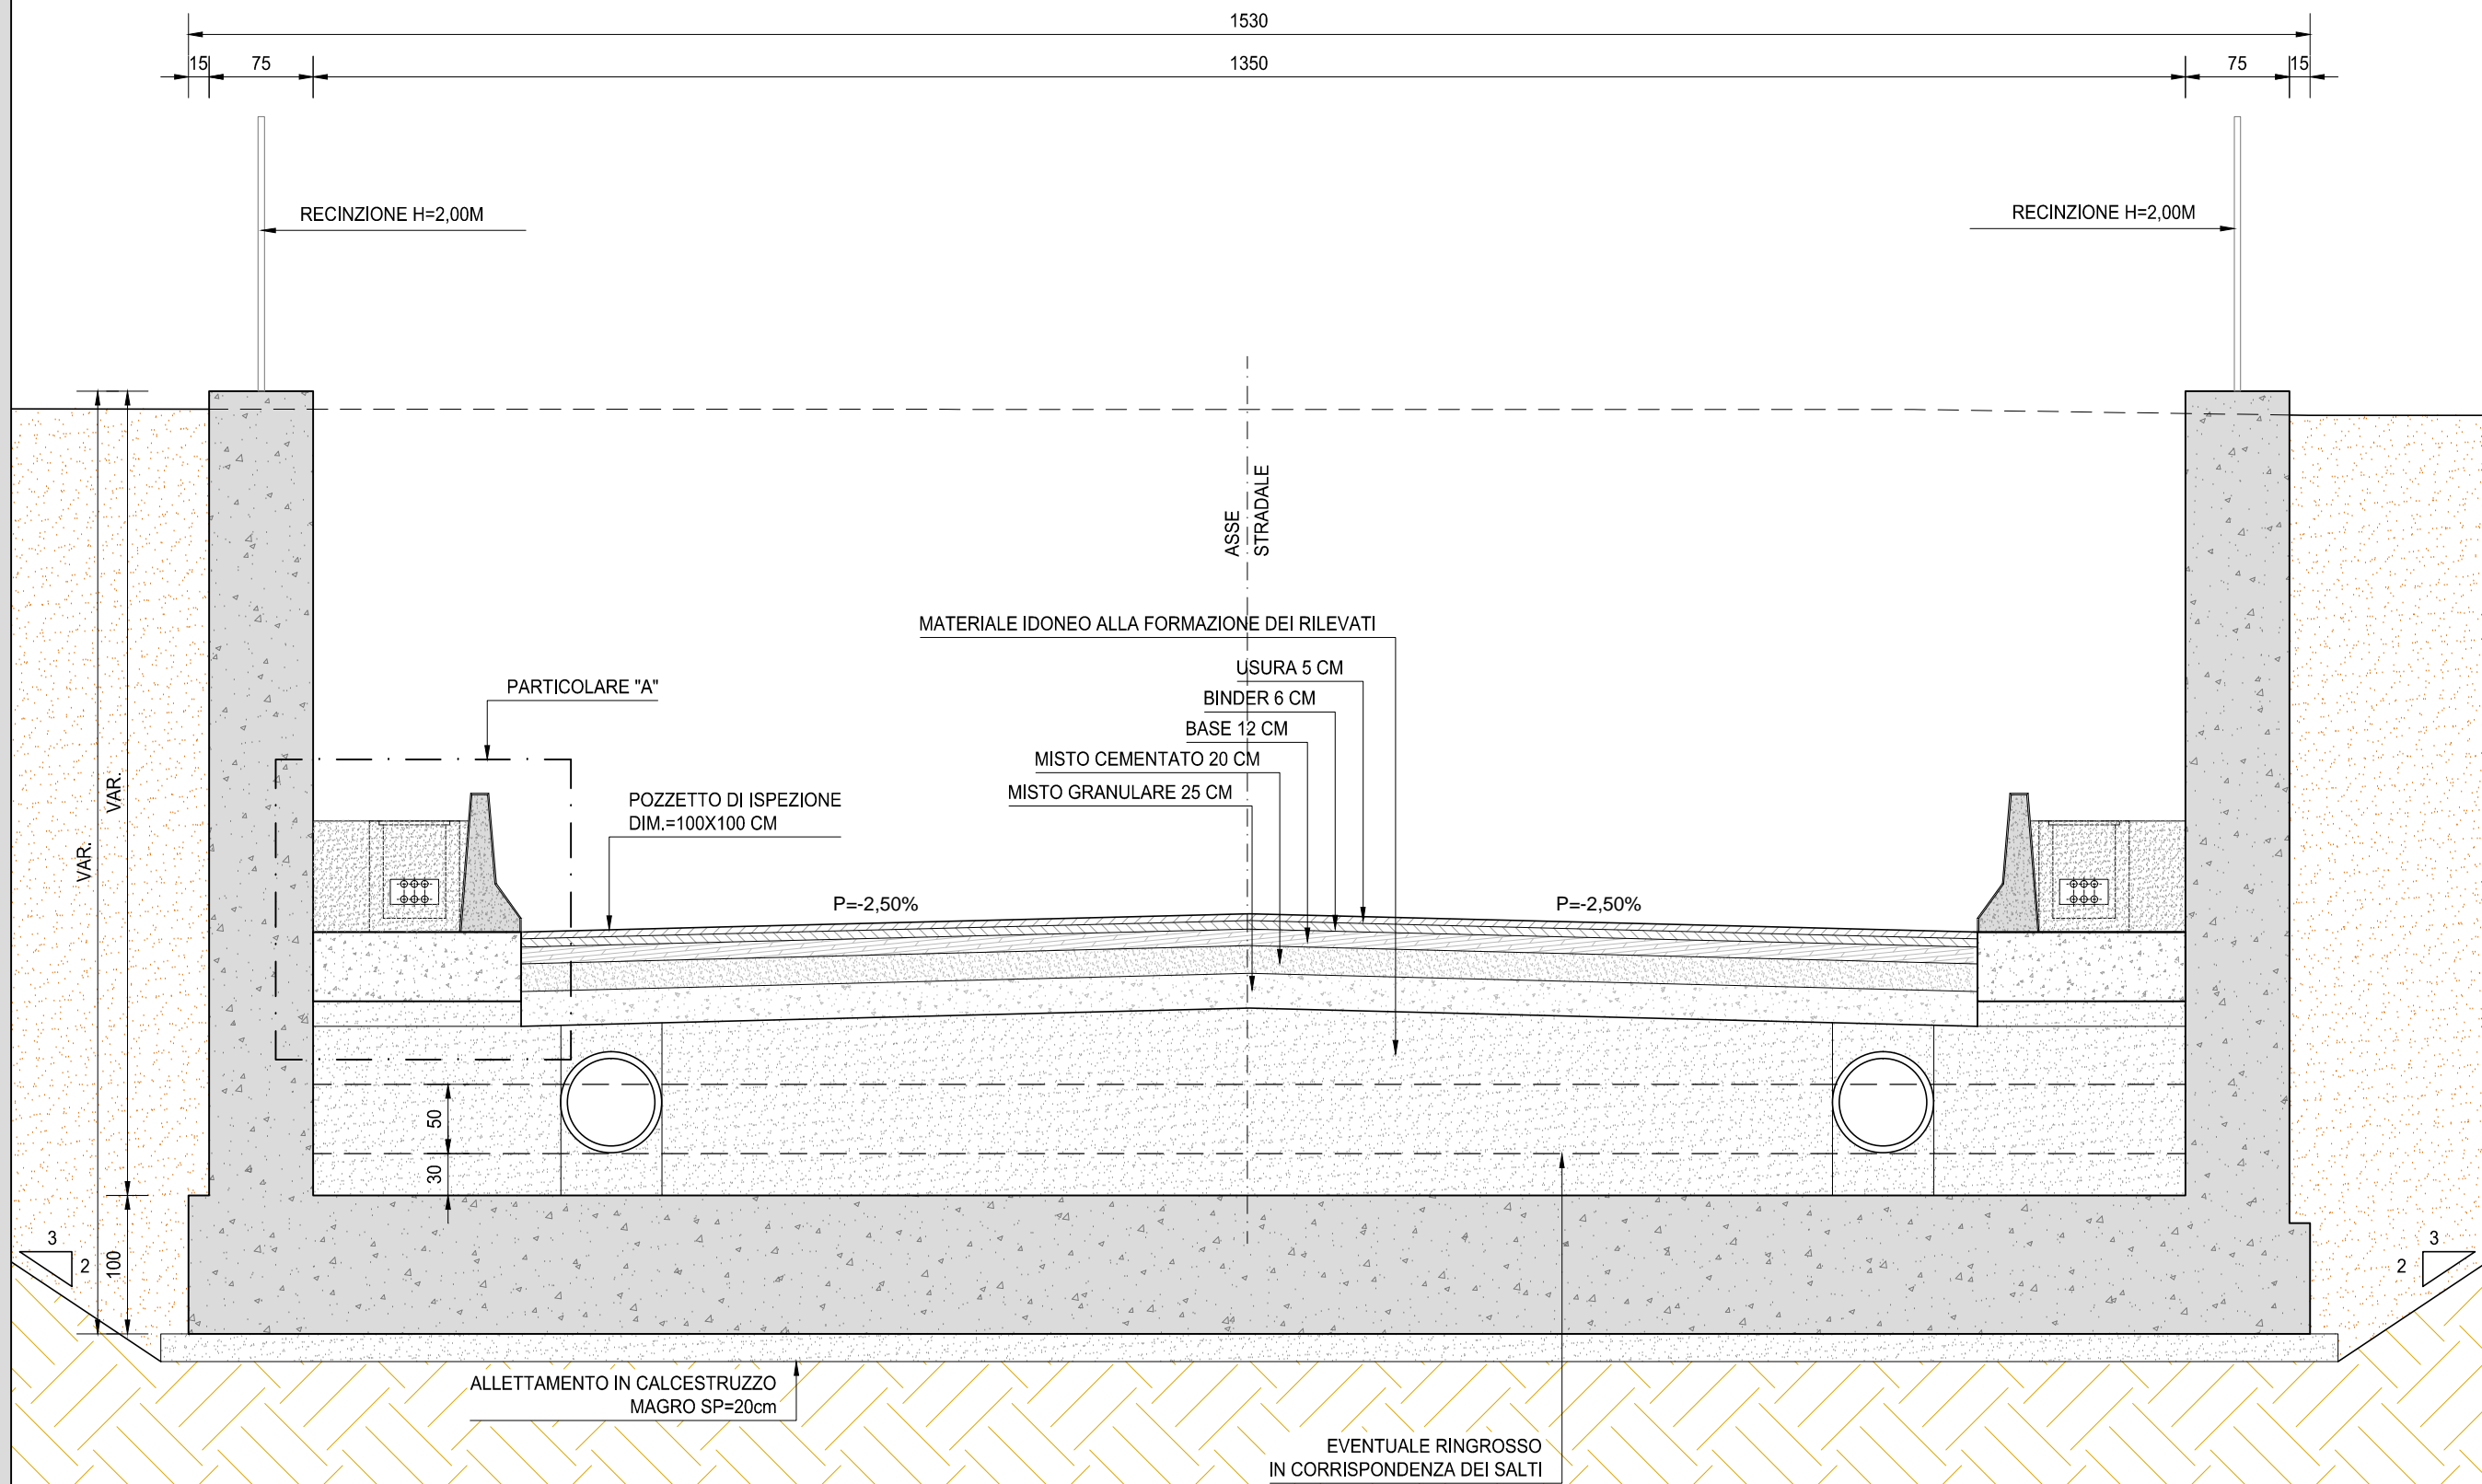 1530
15
75
1350
75
15
RECINZIONE H=2,00M
RECINZIONE H=2,00M
ASSE
STRADALE
MATERIALE IDONEO ALLA FORMAZIONE DEI RILEVATI
USURA 5 CM
PARTICOLARE "A"
BINDER 6 CM
BASE 12 CM
MISTO CEMENTATO 20 CM
MISTO GRANULARE 25 CM
POZZETTO DI ISPEZIONE
DIM.=100X100 CM
VAR.
VAR.
P=-2,50%
P=-2,50%
50
30
3
2
100
3
2
ALLETTAMENTO IN CALCESTRUZZO
MAGRO SP=20cm
EVENTUALE RINGROSSO
IN CORRISPONDENZA DEI SALTI